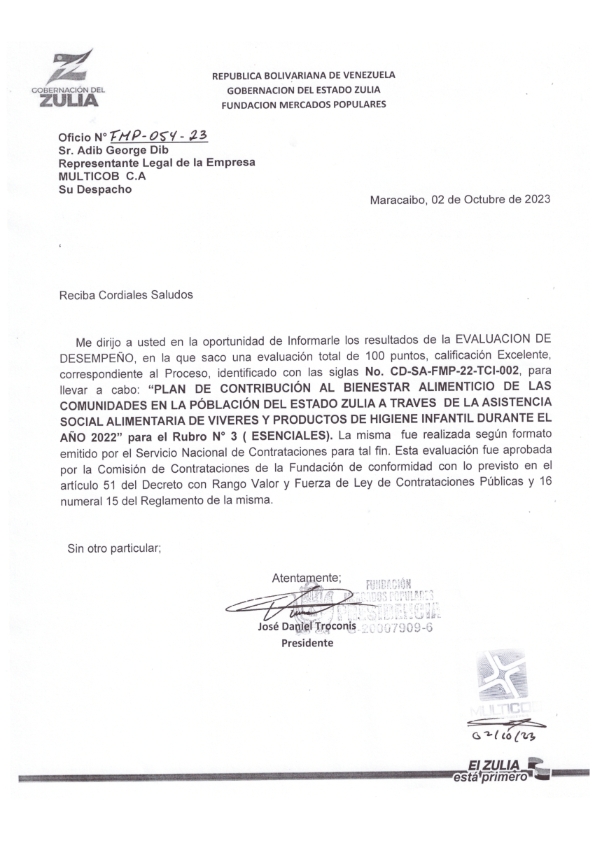 GOBERNACIÓN DEL
ZULIA
REPUBLICA BOLIVARIANA DE VENEZUELA
GOBERNACION DEL ESTADO ZULIA
FUNDACION MERCADOS POPULARES
Oficio N° FMP-054-23
Sr. Adib George Dib
Representante Legal de la Empresa
MULTICOB C.A
Su Despacho
Maracaibo, 02 de Octubre de 2023
Reciba Cordiales Saludos
Me dirijo a usted en la oportunidad de Informarle los resultados de la EVALUACION DE
DESEMPEÑO, en la que saco una evaluación total de 100 puntos, calificación Excelente,
correspondiente al Proceso, identificado con las siglas No. CD-SA-FMP-22-TCI-002, para
llevar a cabo: “PLAN DE CONTRIBUCIÓN AL BIENESTAR ALIMENTICIO DE LAS
COMUNIDADES EN LA PÓBLACIÓN DEL ESTADO ZULIA A TRAVES DE LA ASISTENCIA
SOCIAL ALIMENTARIA DE VIVERES Y PRODUCTOS DE HIGIENE INFANTIL DURANTE EL
AÑO 2022” para el Rubro N° 3 ( ESENCIALES). La misma fue realizada según formato
emitido por el Servicio Nacional de Contrataciones para tal fin. Esta evaluación fue aprobada
por la Comisión de Contrataciones de la Fundación de conformidad con lo previsto en el
artículo 51 del Decreto con Rango Valor y Fuerza de Ley de Contrataciones Públicas y 16
numeral 15 del Reglamento de la misma.
Sin otro particular;
Atentamente;
FUNDACIÓN
MERCADOS POPULARES
PRESIDENCIA
G-20007909-6
José Daniel Troconis
Presidente
MULTICOB
02/10/23
El ZULIA
está primero